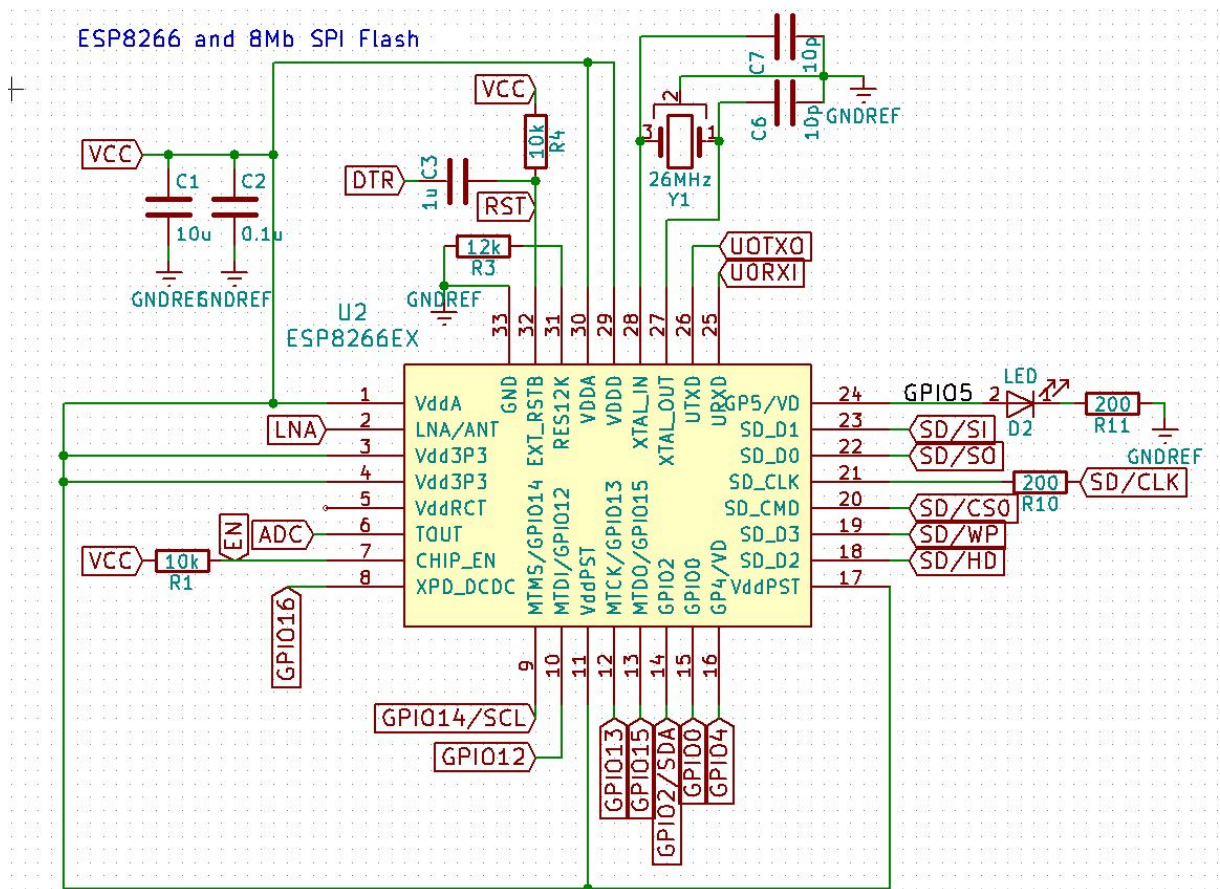 ESP8266 and 8Mb SPI Flash
C7
10p
VCC
2
GNDREF
C6
10p
10k
R4
3
1
VCC
26MHz
Y1
DTR
1u
C3
C1
C2
RST
10u
0.1u
12k
R3
U0TXO
U0RXI
GNDREF
GNDREF
GNDREF
U2
ESP8266EX
33
32
31
30
29
28
27
26
25
GND
EXT_RSTB
RES12K
VDDA
VDDD
XTAL_IN
XTAL_OUT
UTXD
URXD
1
VddA
LNA
2
LNA/ANT
3
Vdd3P3
4
Vdd3P3
5
VddRCT
ADC
6
TOUT
EN
VCC
10k
R1
7
CHIP_EN
8
XPD_DCDC
GPIO16
GP5/VD
24
GPIO5
2
LED
1
D2
200
R11
GNDREF
SD_D1
23
SD/SI
SD_D0
22
SD/SO
SD_CLK
21
200
R10
SD/CLK
SD_CMD
20
SD/CSO
SD_D3
19
SD/WP
SD_D2
18
SD/HD
VddPST
17
MTMS/GPIO14
MTDI/GPIO12
VddPST
MTCK/GPIO13
MTDO/GPIO15
GPIO2
GPIO0
GP4/VD
9
10
11
12
13
14
15
16
GPIO14/SCL
GPIO12
GPIO13
GPIO15
GPIO2/SDA
GPIO0
GPIO4